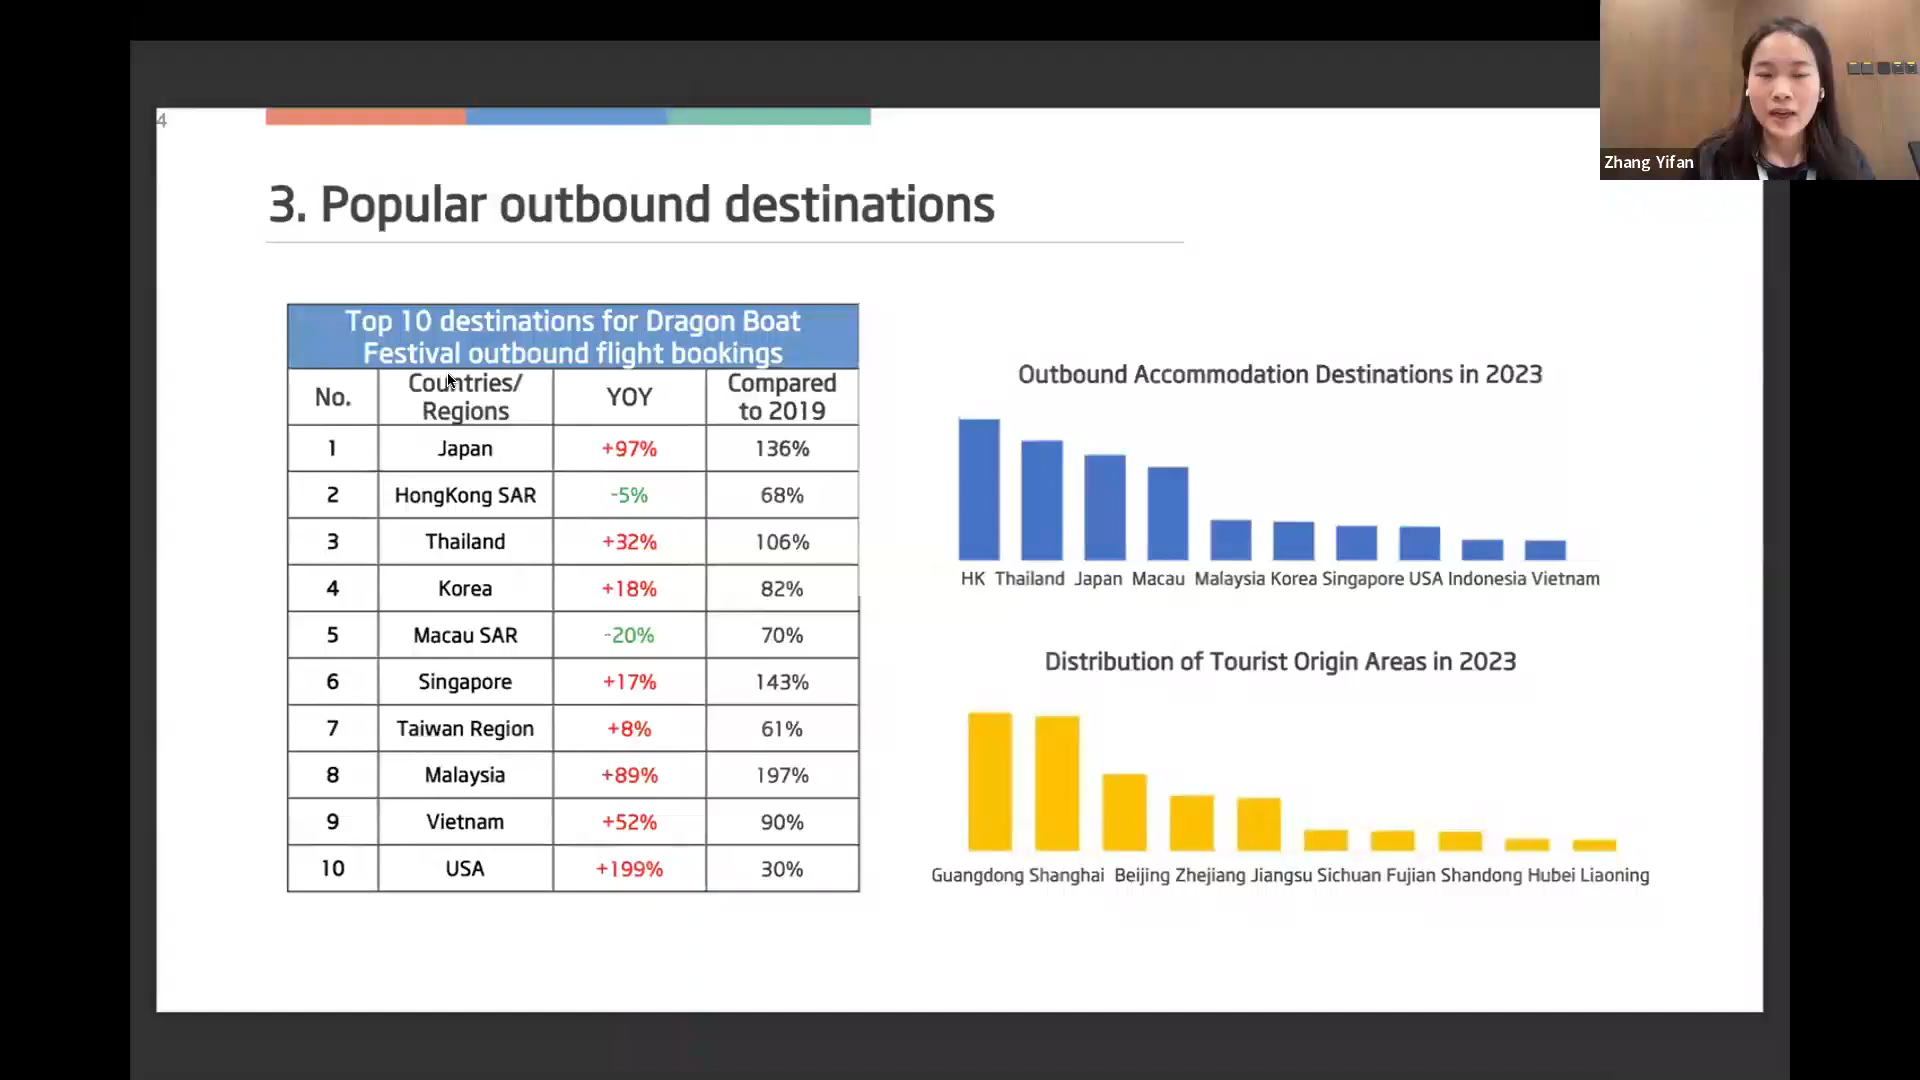 4
Zhang Yifan
3. Popular outbound destinations
Top 10 destinations for Dragon Boat
Festival outbound flight bookings
No. Countries/ Regions YOY Compared to 2019
1 Japan +97% 136%
2 HongKong SAR -5% 68%
3 Thailand +32% 106%
4 Korea +18% 82%
5 Macau SAR -20% 70%
6 Singapore +17% 143%
7 Taiwan Region +8% 61%
8 Malaysia +89% 197%
9 Vietnam +52% 90%
10 USA +199% 30%
Outbound Accommodation Destinations in 2023
HK Thailand Japan Macau Malaysia Korea Singapore USA Indonesia Vietnam
Distribution of Tourist Origin Areas in 2023
Guangdong Shanghai Beijing Zhejiang Jiangsu Sichuan Fujian Shandong Hubei Liaoning